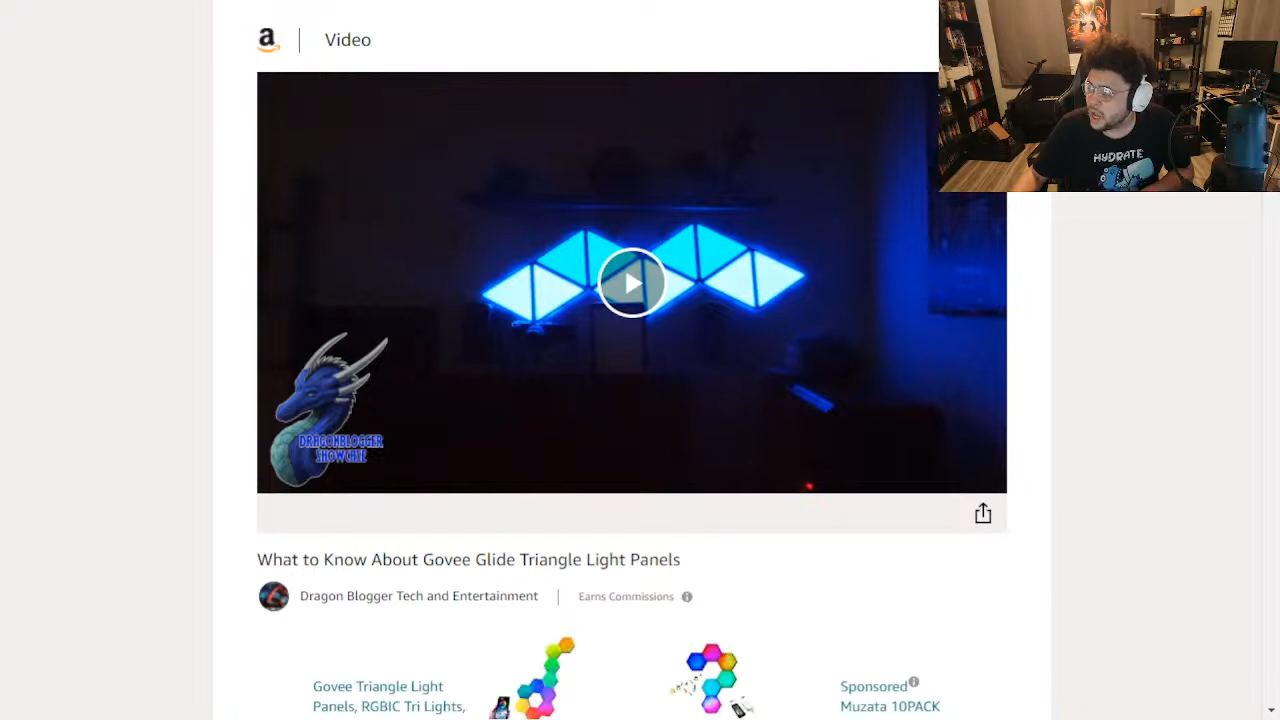 a
Video
HYDRATE
DRAGONBLOGGER
SHOWCASE
What to Know About Govee Glide Triangle Light Panels
Dragon Blogger Tech and Entertainment
Earns Commissions
Govee Triangle Light
Panels, RGBIC Tri Lights,
Sponsored
Muzata 10PACK